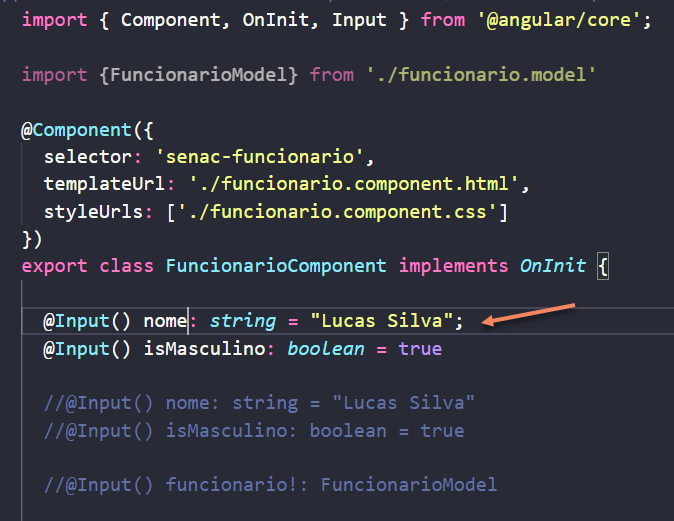 import { Component, OnInit, Input } from '@angular/core';
import {FuncionarioModel} from './funcionario.model'
@Component({
selector: 'senac-funcionario',
templateUrl: './funcionario.component.html',
styleUrls: ['./funcionario.component.css']
})
export class FuncionarioComponent implements OnInit {
@Input() nome: string = "Lucas Silva";
@Input() isMasculino: boolean = true
//@Input() nome: string = "Lucas Silva"
//@Input() isMasculino: boolean = true
//@Input() funcionario!: FuncionarioModel